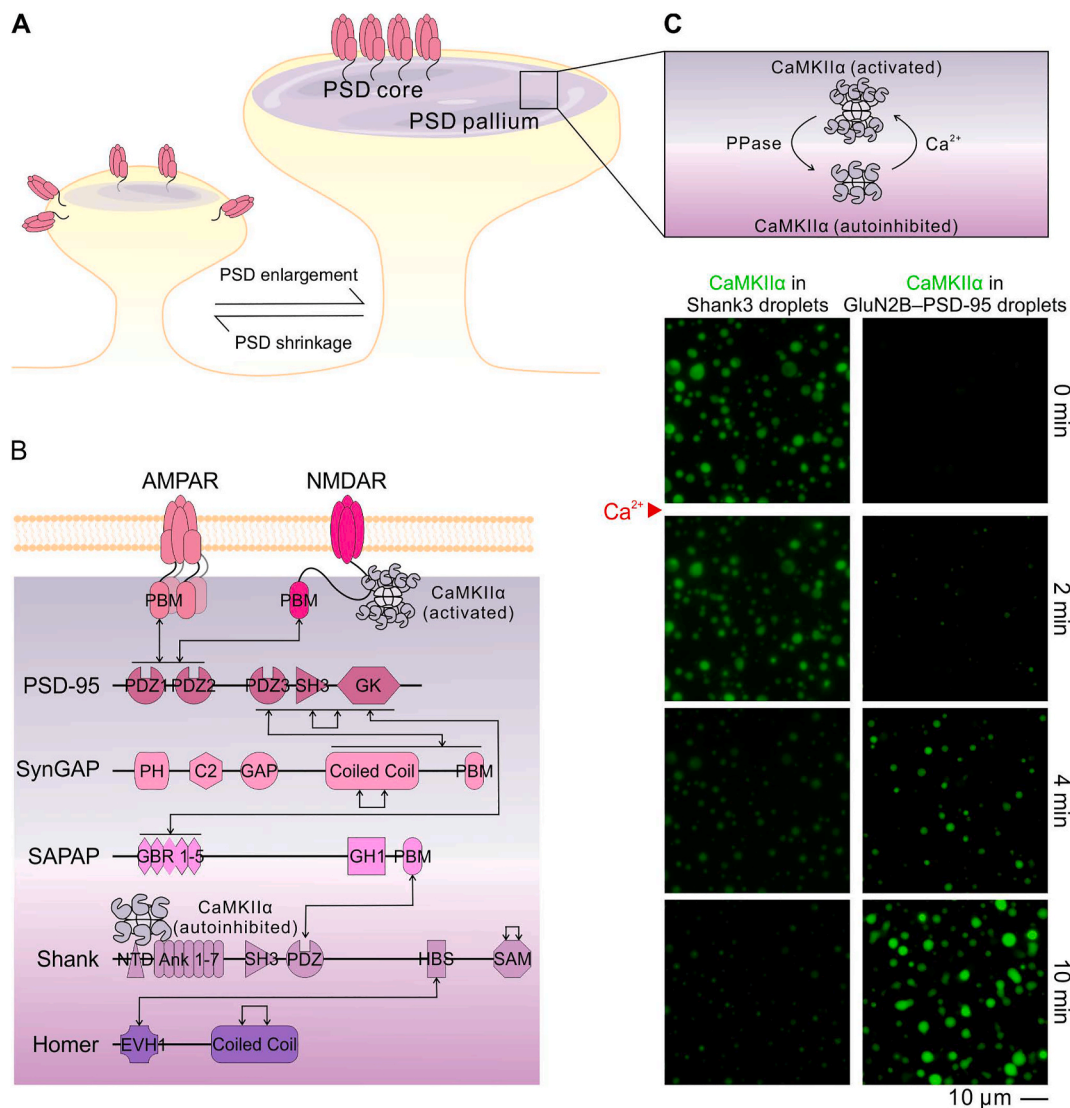 A
PSD core
PSD pallium
PSD enlargement
PSD shrinkage
B
AMPAR
NMDAR
PBM
PBM
CaMKIIα
(activated)
PSD-95
PDZ1
PDZ2
PDZ3
SH3
GK
SynGAP
PH
C2
GAP
Coiled Coil
PBM
SAPAP
GBR 1-5
GH1
PBM
CaMKIIα
(autoinhibited)
Shank
NTD
Ank 1-7
SH3
PDZ
HBS
SAM
Homer
EVH1
Coiled Coil
C
CaMKIIα (activated)
PPase
Ca²⁺
CaMKIIα (autoinhibited)
CaMKIIα in
Shank3 droplets
CaMKIIα in
GluN2B–PSD-95 droplets
0 min
Ca²⁺
2 min
4 min
10 min
10 µm